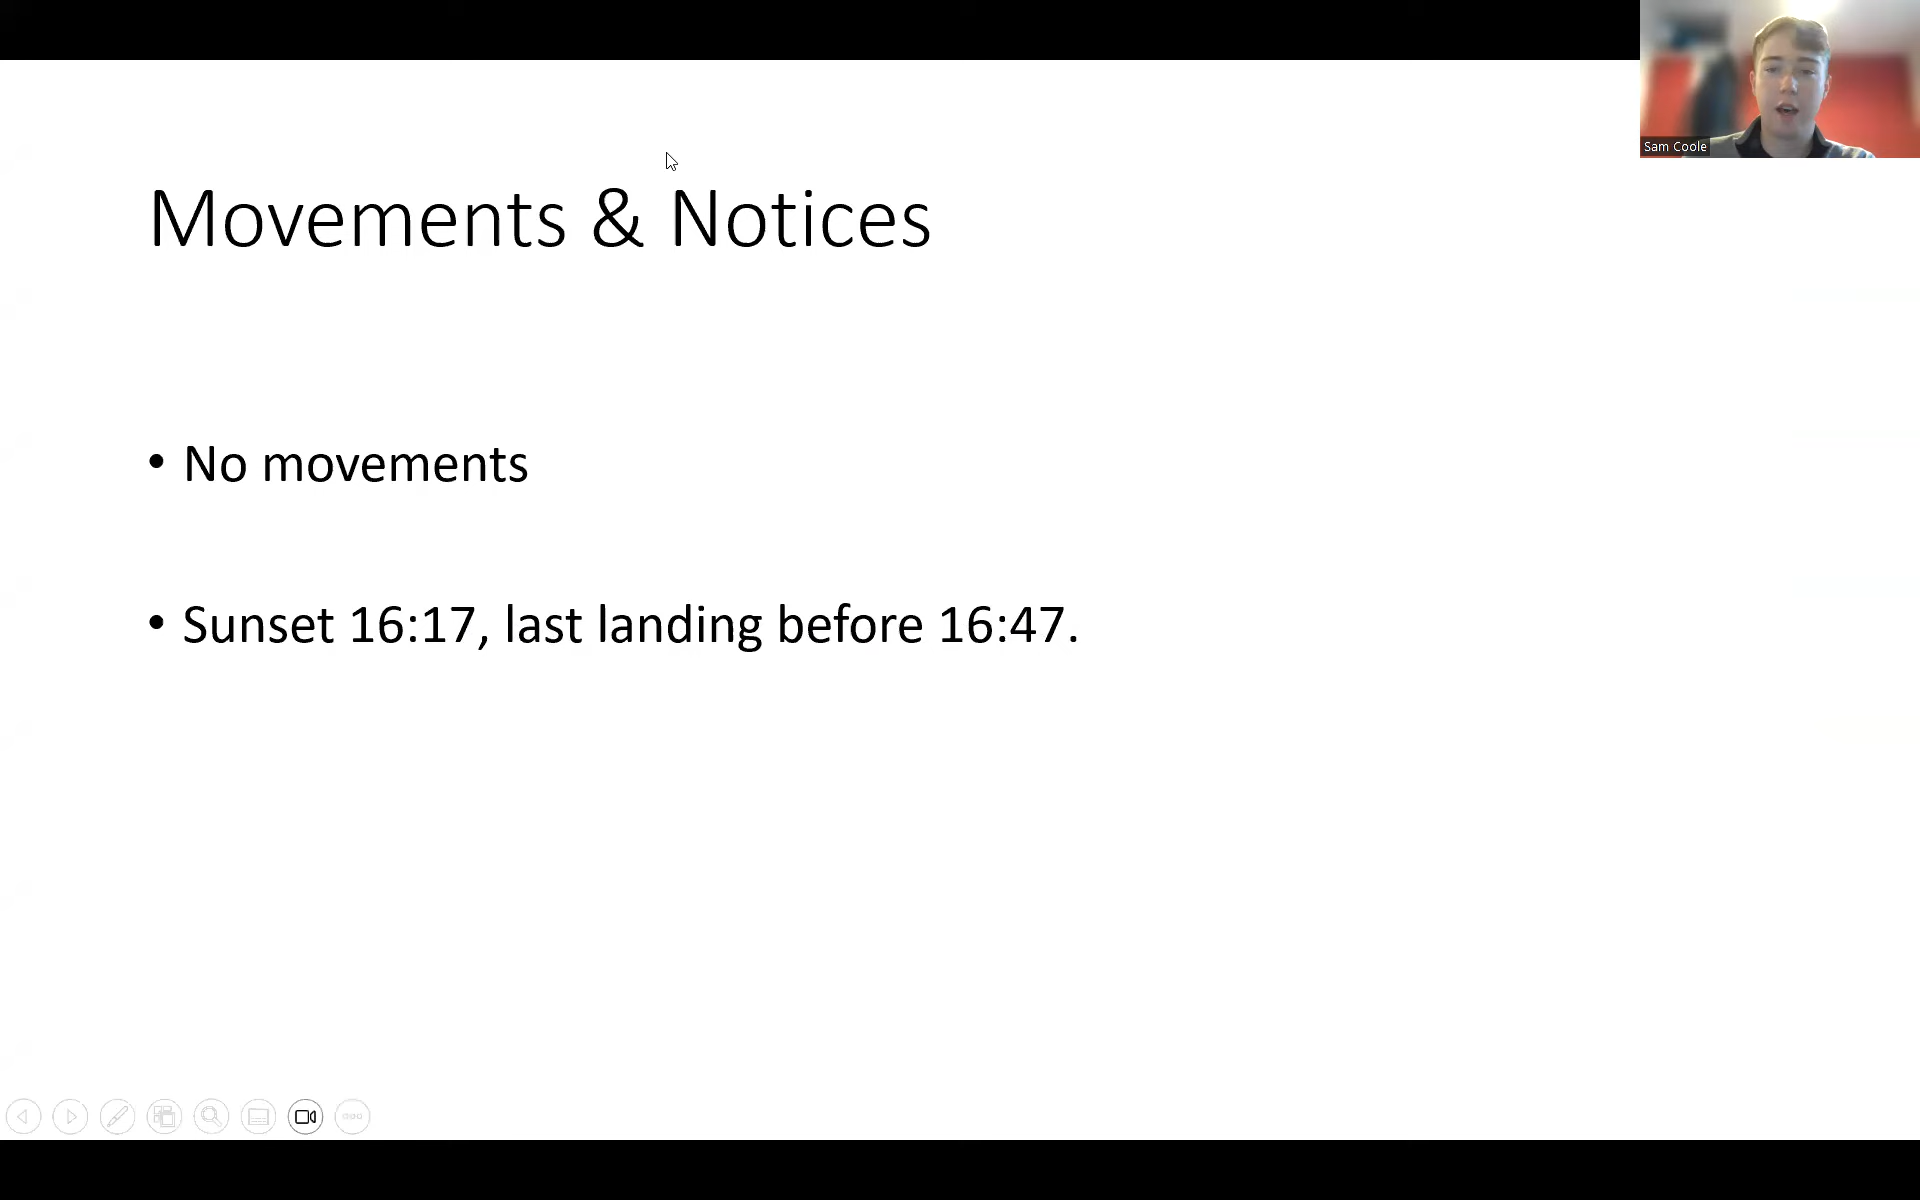 Sam Coole
Movements & Notices
• No movements
• Sunset 16:17, last landing before 16:47.